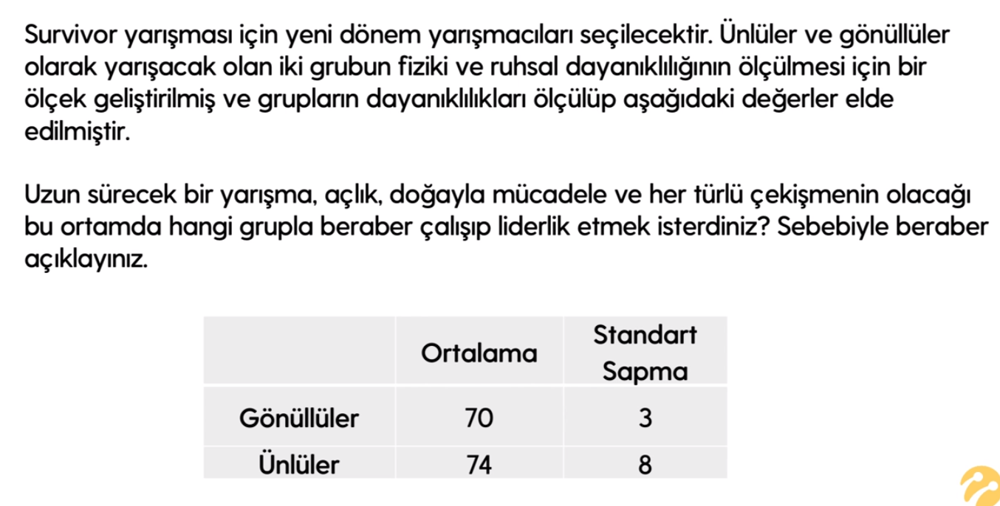 Survivor yarışması için yeni dönem yarışmacıları seçilecektir. Ünlüler ve gönüllüler
olarak yarışacak olan iki grubun fiziki ve ruhsal dayanıklılığının ölçülmesi için bir
ölçek geliştirilmiş ve grupların dayanıklılıkları ölçülüp aşağıdaki değerler elde
edilmiştir.
Uzun sürecek bir yarışma, açlık, doğayla mücadele ve her türlü çekişmenin olacağı
bu ortamda hangi grupla beraber çalışıp liderlik etmek isterdiniz? Sebebiyle beraber
açıklayınız.
Ortalama Standart
Sapma
Gönüllüler 70 3
Ünlüler 74 8